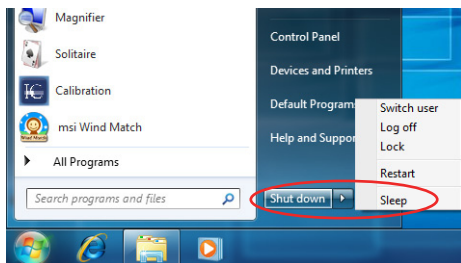 Magnifier
Solitaire
Calibration
msi Wind Match
All Programs
Search programs and files
Control Panel
Devices and Printers
Default Program
Help and Suppor
Shut down
Switch user
Log off
Lock
Restart
Sleep